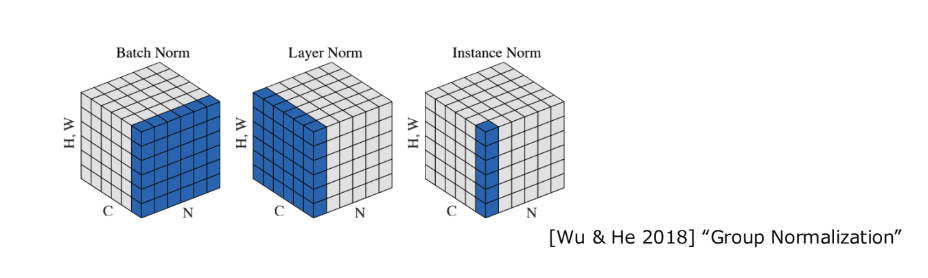 Batch Norm
Layer Norm
Instance Norm
H, W
C
N
H, W
C
N
H, W
C
N
[Wu & He 2018] “Group Normalization”